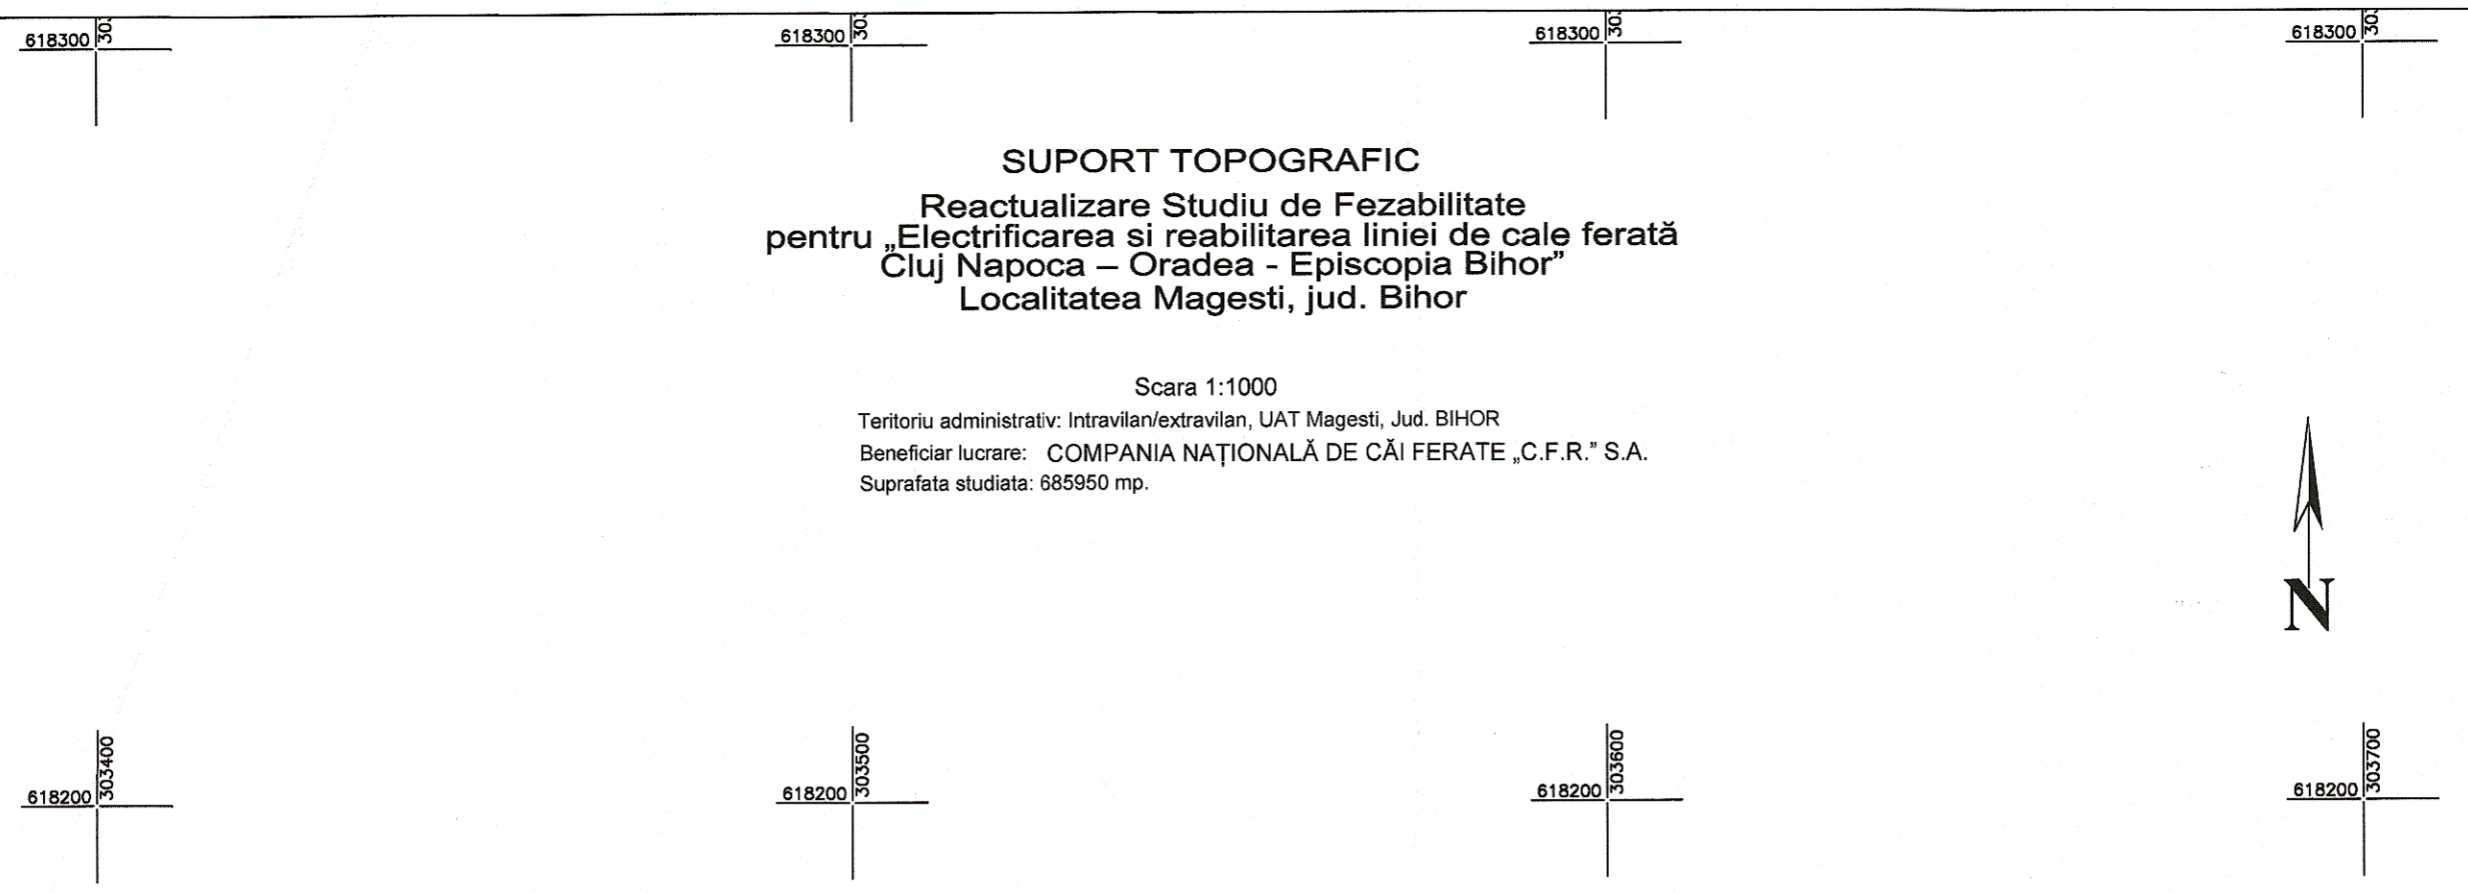 618300 618300 618300 618300
SUPORT TOPOGRAFIC
Reactualizare Studiu de Fezabilitate
pentru „Electrificarea si reabilitarea liniei de cale ferată
Cluj Napoca – Oradea - Episcopia Bihor”
Localitatea Magesti, jud. Bihor
Scara 1:1000
Teritoriu administrativ: Intravilan/extravilan, UAT Magesti, Jud. BIHOR
Beneficiar lucrare: COMPANIA NAȚIONALĂ DE CĂI FERATE „C.F.R.” S.A.
Suprafata studiata: 685950 mp.
N
303400 303500 303600 303700
618200 618200 618200 618200